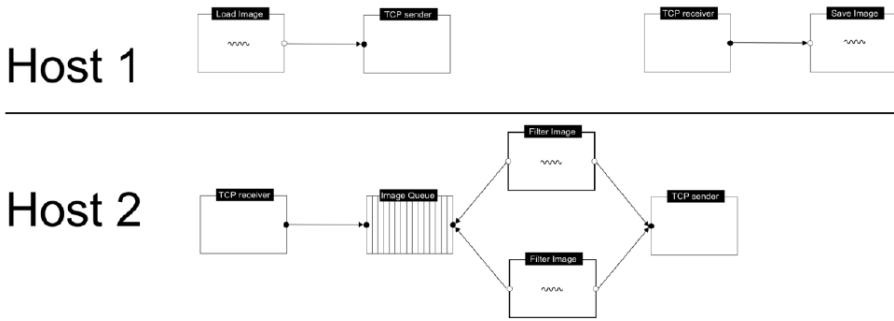 Load Image
TCP sender
TCP receiver
Save Image
Host 1
Filter Image
TCP receiver
Image Queue
TCP sender
Host 2
Filter Image